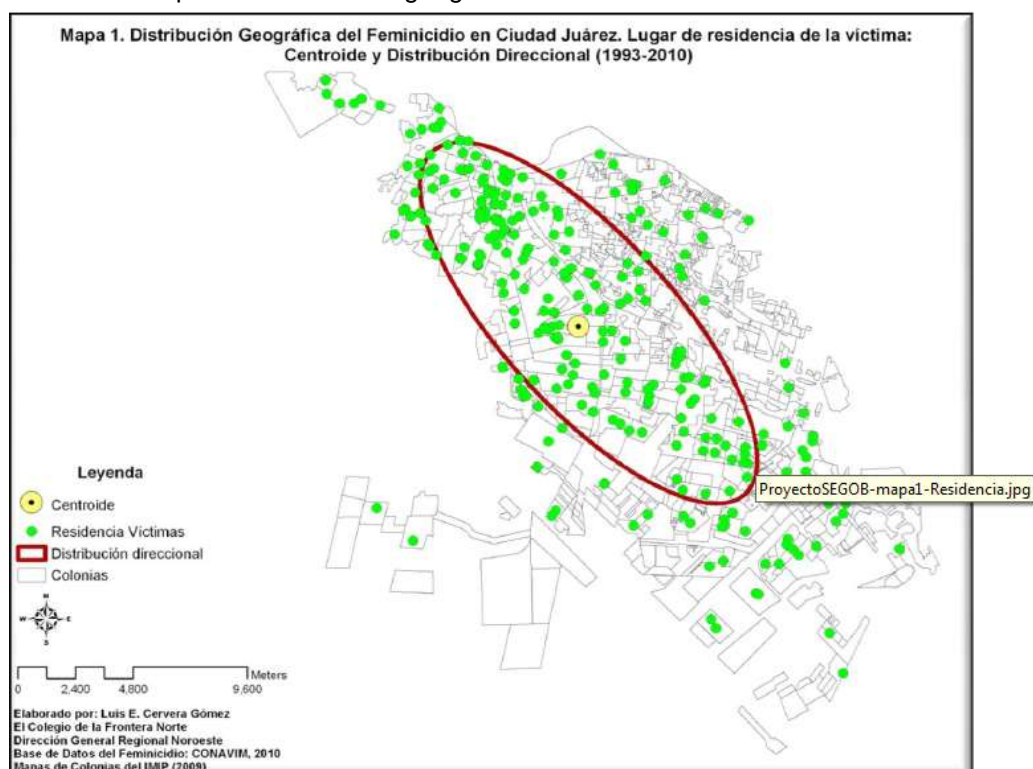 Mapa 1. Distribución Geográfica del Feminicidio en Ciudad Juárez. Lugar de residencia de la víctima:
Centroide y Distribución Direccional (1993-2010)
Leyenda
Centroide
Residencia Víctimas
Distribución direccional
Colonias
N
W E
S
Meters
0 2,400 4,800 9,600
ProyectoSEGOB-mapa1-Residencia.jpg
Elaborado por: Luis E. Cervera Gómez
El Colegio de la Frontera Norte
Dirección General Regional Noroeste
Base de Datos del Feminicidio: CONAVIM, 2010
Mapas de Colonias del IMIP (2009)